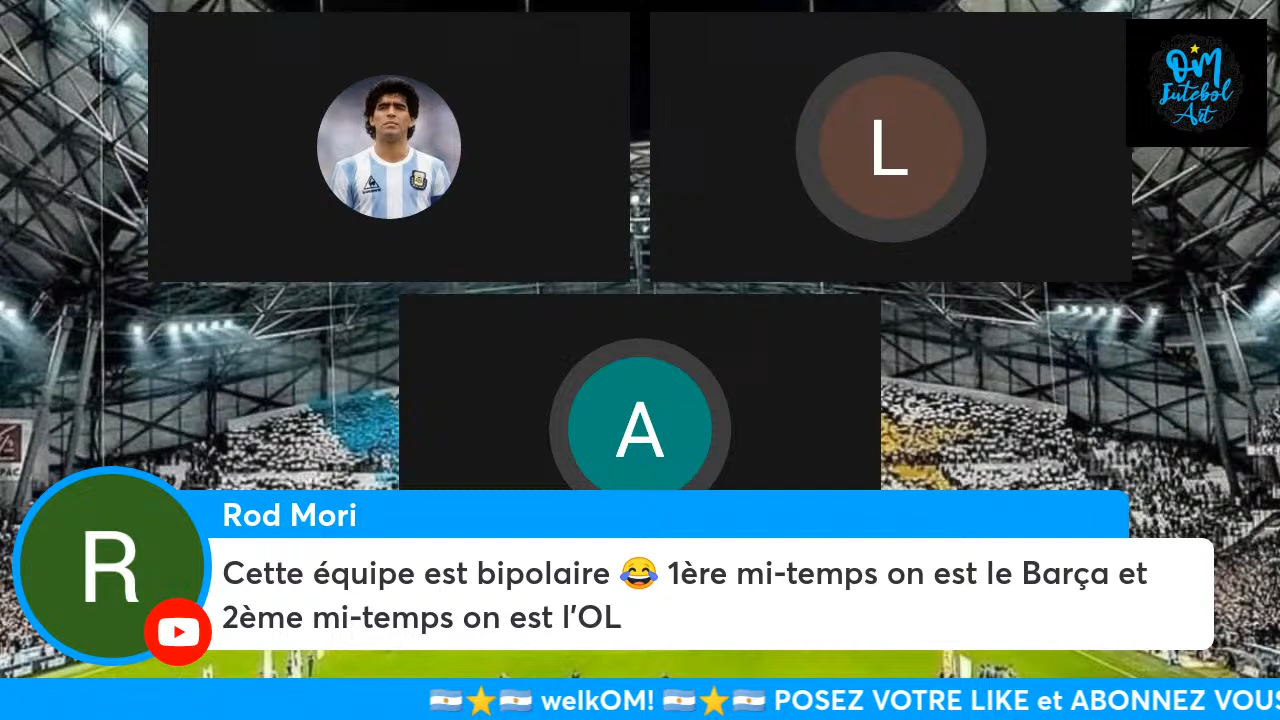 OM
Futebol
Art
L
A
R
Rod Mori
Cette équipe est bipolaire 😂 1ère mi-temps on est le Barça et
2ème mi-temps on est l'OL
🇦🇷⭐🇦🇷 welkOM! 🇦🇷⭐🇦🇷 POSEZ VOTRE LIKE et ABONNEZ VOUS